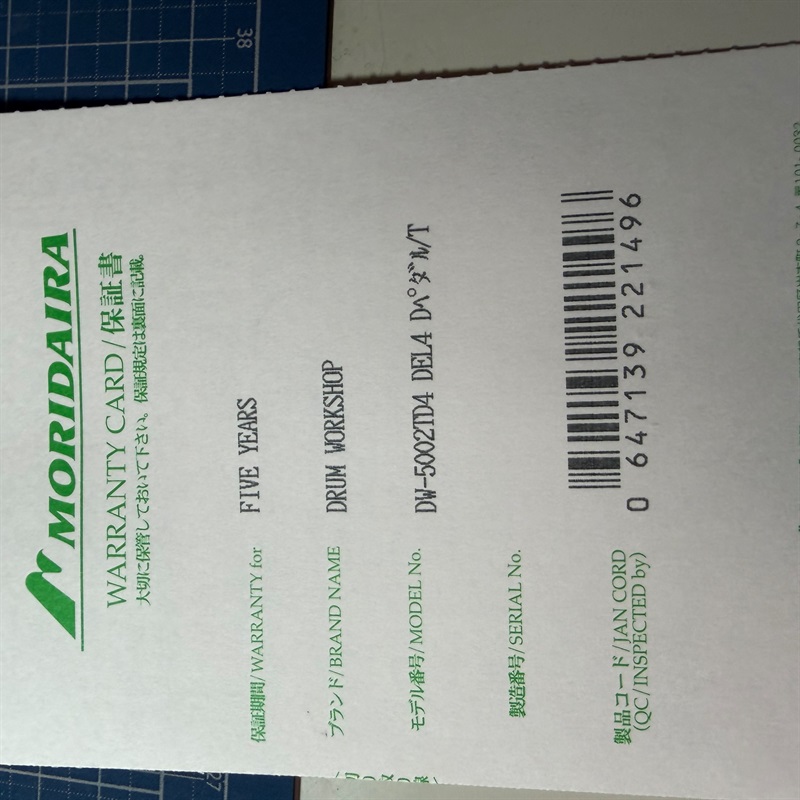 MORIDAIRA
WARRANTY CARD/保証書
大切に保管しておいて下さい。保証規定は裏面に記載
保証期間/WARRANTY for FIVE YEARS
ブランド/BRAND NAME DRUM WORKSHOP
モデル番号/MODEL No. DW-5002TD4 DEL4 Dペダル/T
製造番号/SERIAL No.
製品コード/JAN CORD
(QC/INSPECTED by)
0 647139 221496
38
27